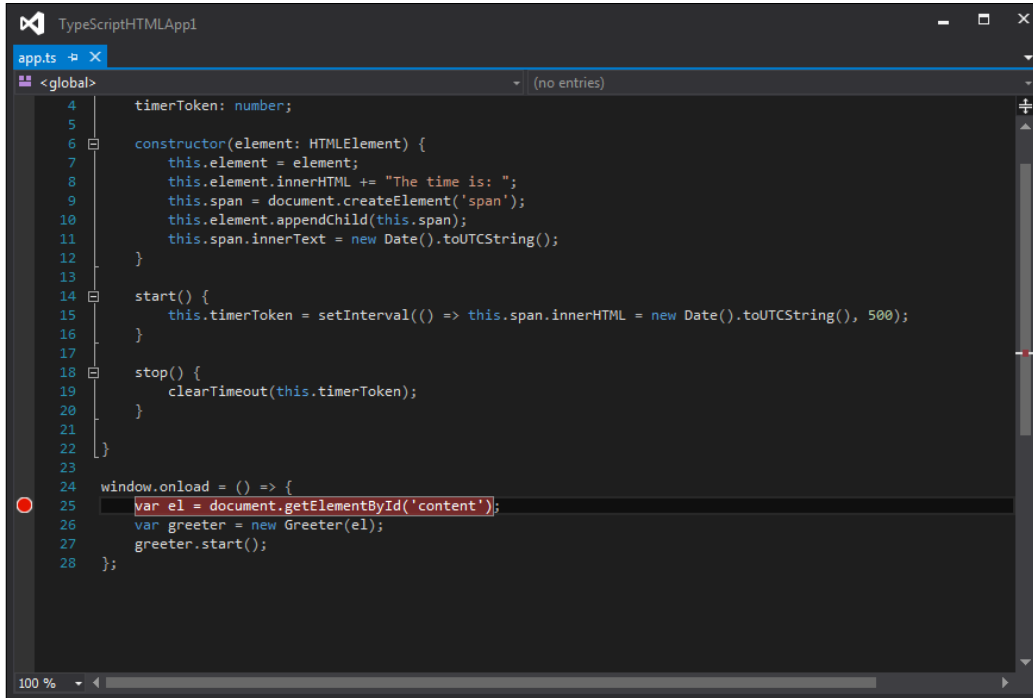 TypeScriptHTMLApp1
app.ts
<global> (no entries)
4 timerToken: number;
5
6 constructor(element: HTMLElement) {
7 this.element = element;
8 this.element.innerHTML += "The time is: ";
9 this.span = document.createElement('span');
10 this.element.appendChild(this.span);
11 this.span.innerText = new Date().toUTCString();
12 }
13
14 start() {
15 this.timerToken = setInterval(() => this.span.innerHTML = new Date().toUTCString(), 500);
16 }
17
18 stop() {
19 clearTimeout(this.timerToken);
20 }
21
22 }
23
24 window.onload = () => {
25 var el = document.getElementById('content');
26 var greeter = new Greeter(el);
27 greeter.start();
28 };
100 %